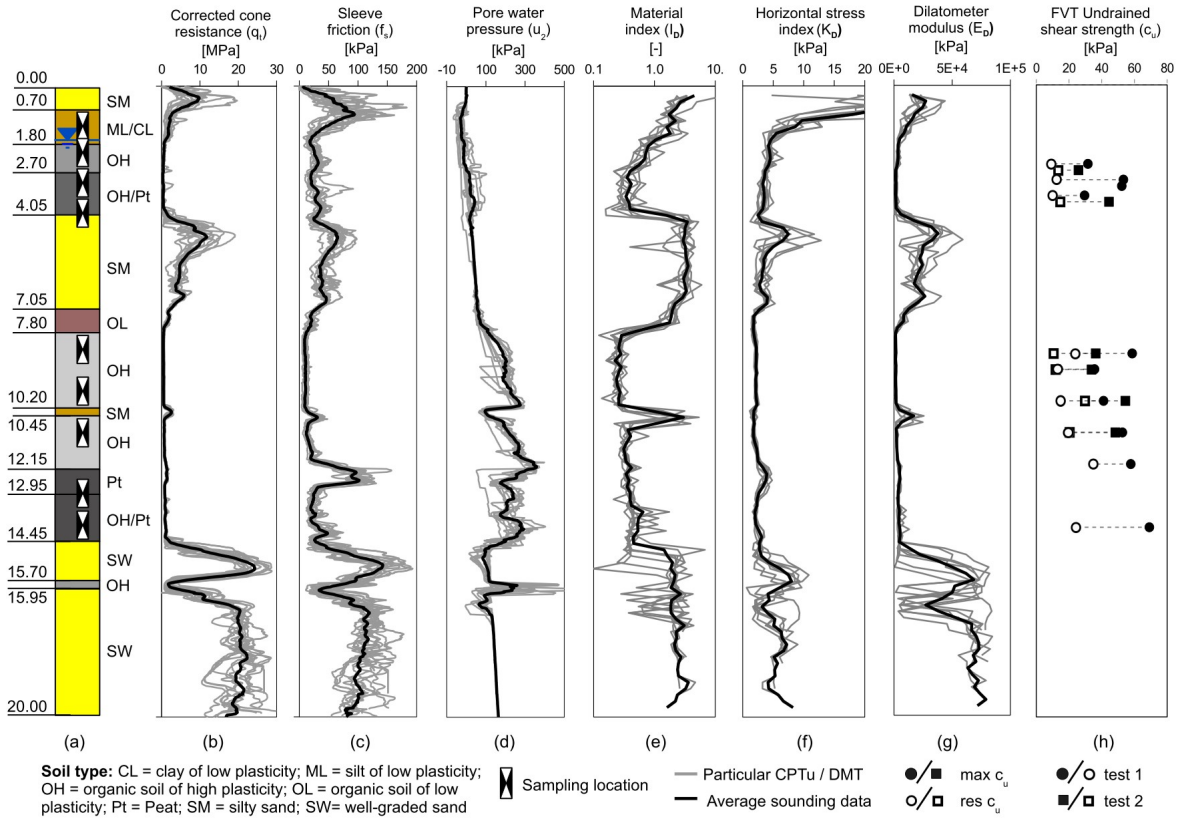 Corrected cone
resistance (qt)
[MPa]
0 10 20 30
Sleeve
friction (fs)
[kPa]
0 50 100 150 200
Pore water
pressure (u2)
[kPa]
-10 100 300 500
Material
index (ID)
[-]
0.1 1.0 10.
Horizontal stress
index (KD)
[kPa]
0 5 10 15 20
Dilatometer
modulus (ED)
[kPa]
0E+0 5E+4 1E+5
FVT Undrained
shear strength (cu)
[kPa]
0 20 40 60 80
0.00
0.70
1.80
2.70
4.05
7.05
7.80
10.20
10.45
12.15
12.95
14.45
15.70
15.95
20.00
SM
ML/CL
OH
OH/Pt
SM
OL
OH
SM
OH
Pt
OH/Pt
SW
OH
SW
(a) (b) (c) (d) (e) (f) (g) (h)
Soil type: CL = clay of low plasticity; ML = silt of low plasticity;
OH = organic soil of high plasticity; OL = organic soil of low
plasticity; Pt = Peat; SM = silty sand; SW= well-graded sand
Sampling location
Particular CPTu / DMT
Average sounding data
/ max cu
/ res cu
/ test 1
/ test 2